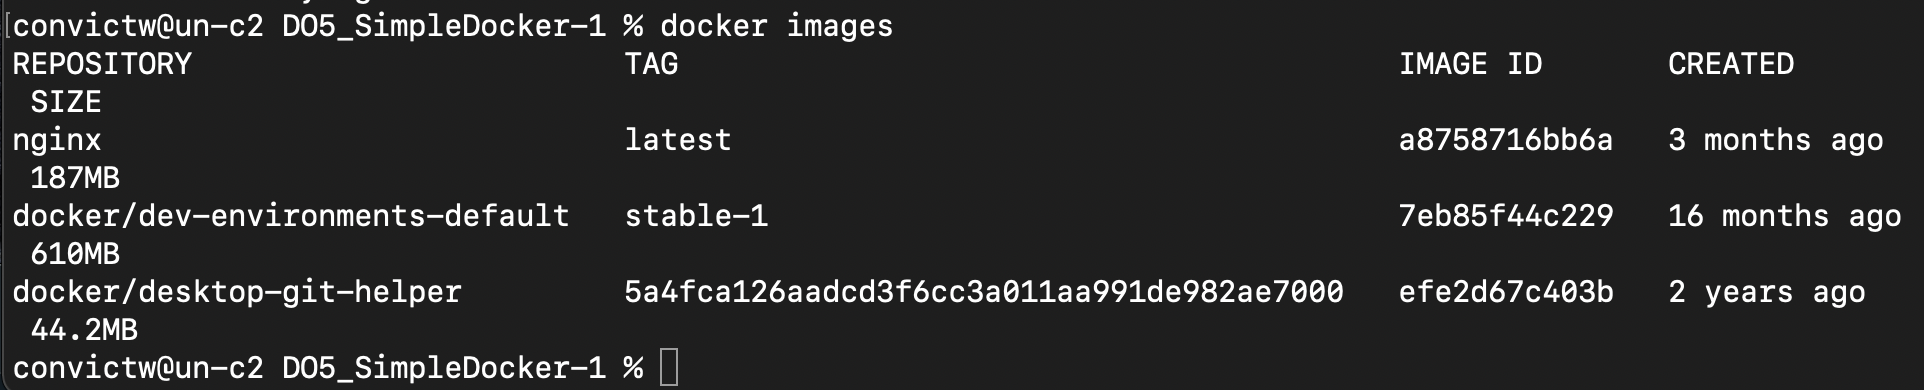 convictw@un-c2 DO5_SimpleDocker-1 % docker images
REPOSITORY TAG IMAGE ID CREATED
SIZE
nginx latest a8758716bb6a 3 months ago
187MB
docker/dev-environments-default stable-1 7eb85f44c229 16 months ago
610MB
docker/desktop-git-helper 5a4fca126aadcd3f6cc3a011aa991de982ae7000 efe2d67c403b 2 years ago
44.2MB
convictw@un-c2 DO5_SimpleDocker-1 %